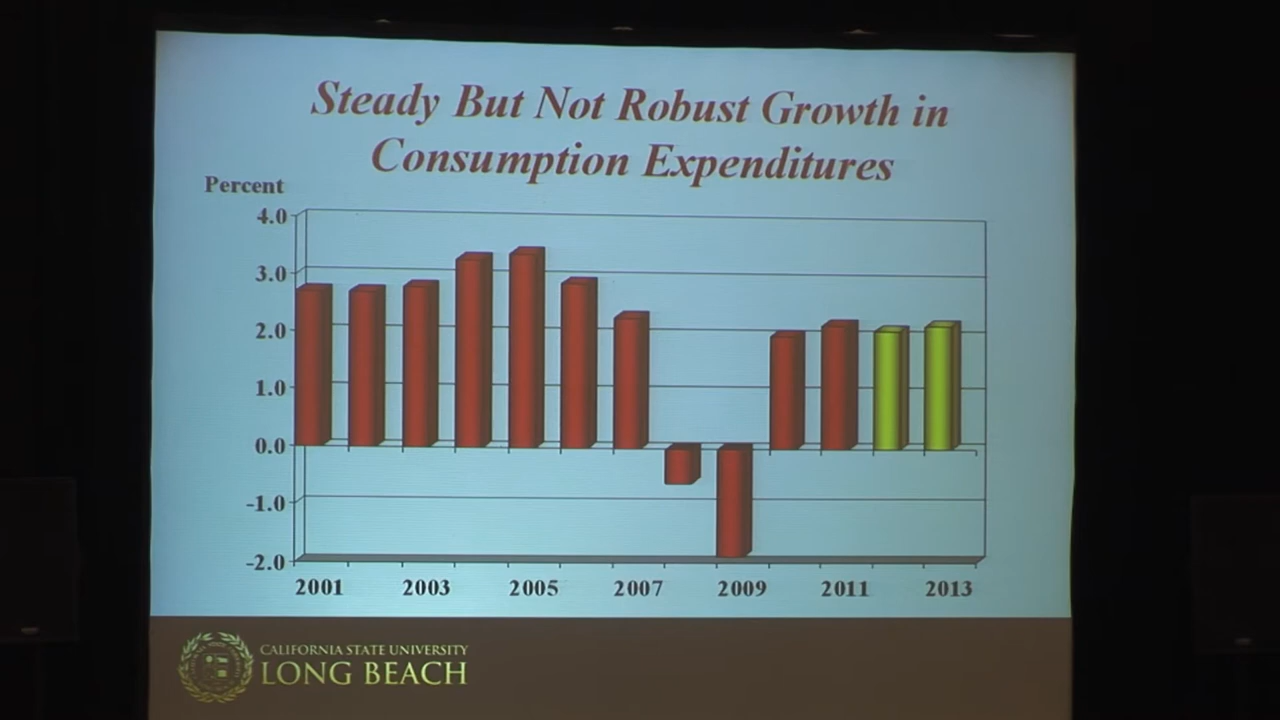 Steady But Not Robust Growth in
Consumption Expenditures
Percent
4.0
3.0
2.0
1.0
0.0
-1.0
-2.0
2001 2003 2005 2007 2009 2011 2013
CALIFORNIA STATE UNIVERSITY
LONG BEACH